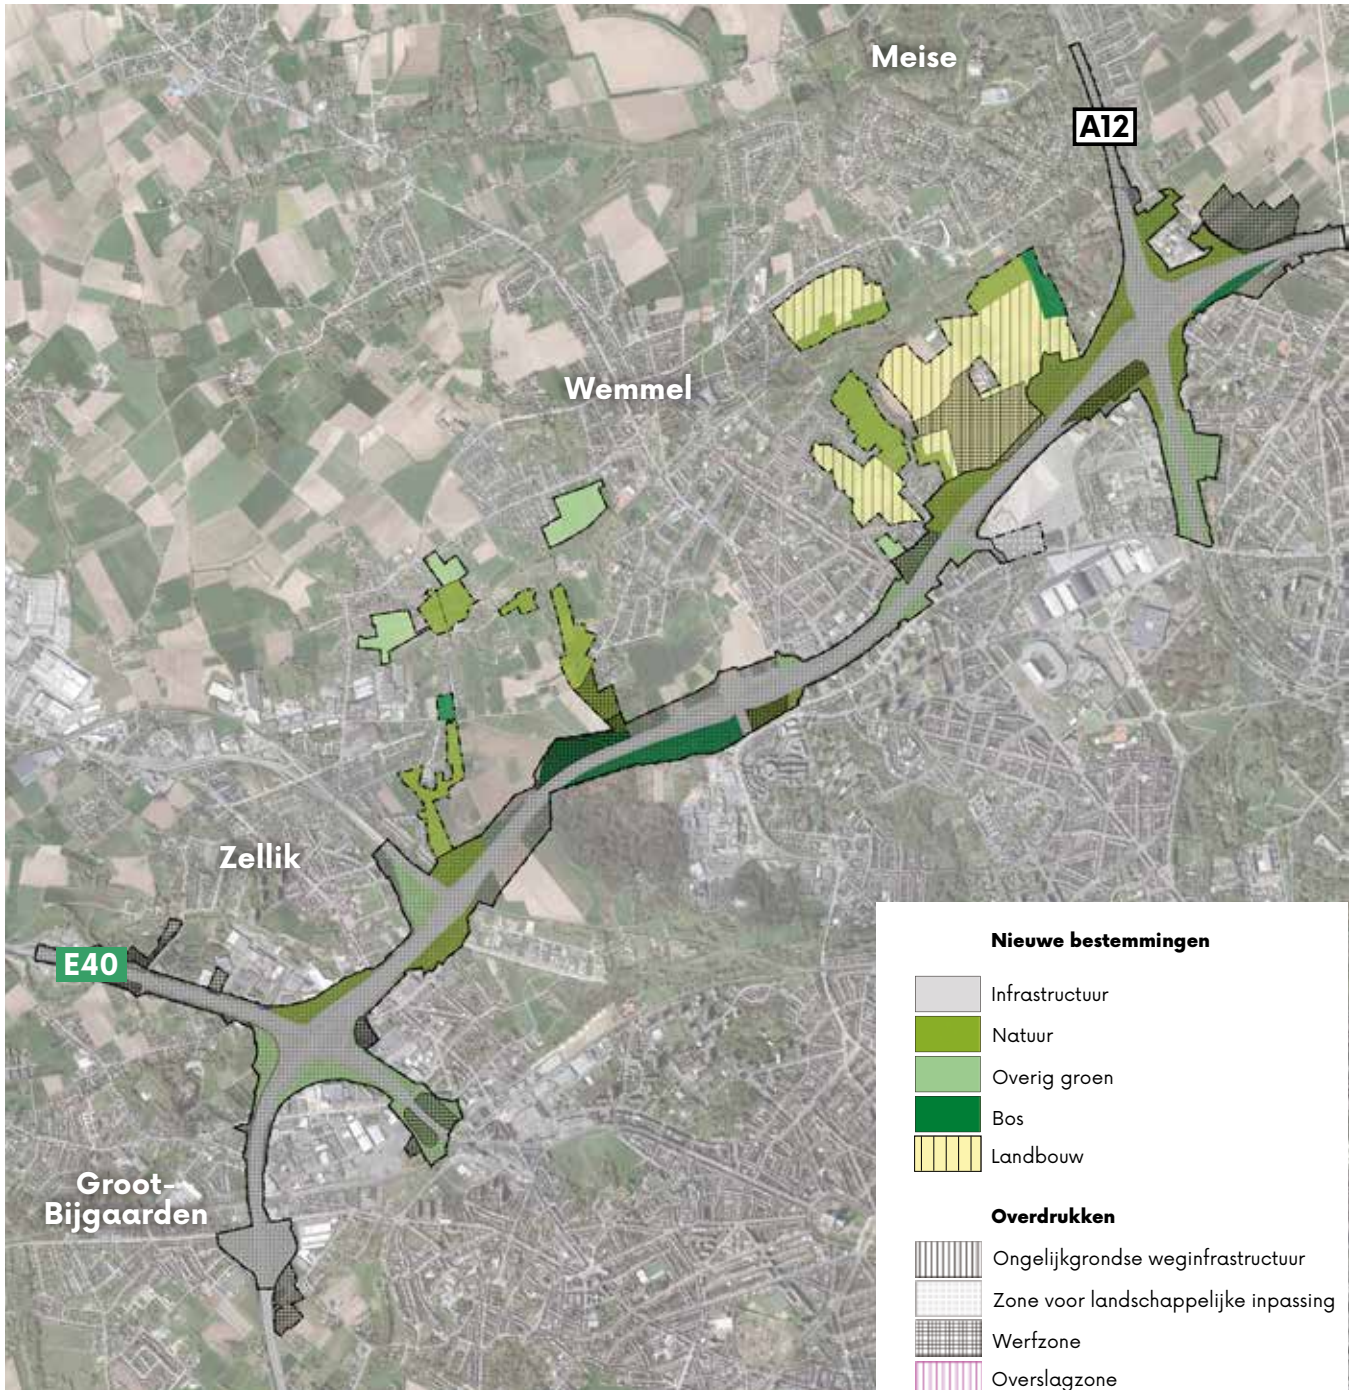 Meise
A12
Wemmel
Zellik
E40
Groot-
Bijgaarden
Nieuwe bestemmingen
Infrastructuur
Natuur
Overig groen
Bos
Landbouw
Overdrukken
Ongelijkgrondse weginfrastructuur
Zone voor landschappelijke inpassing
Werfzone
Overslagzone